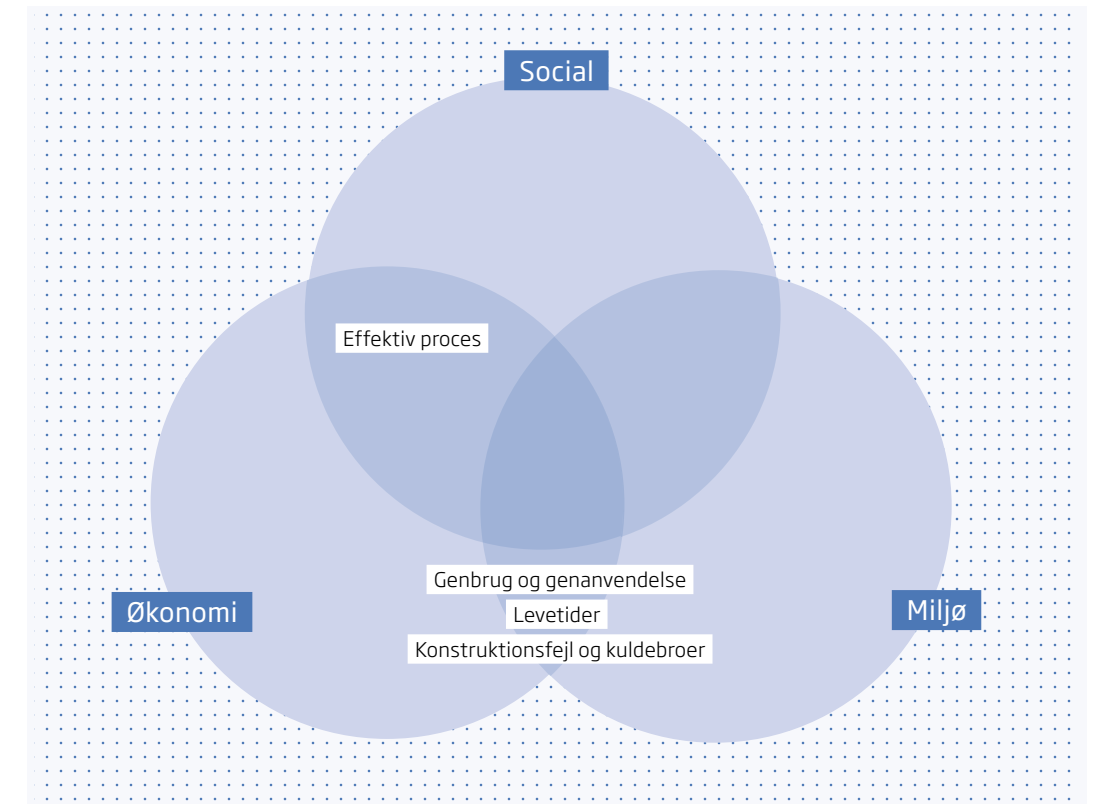 Social
Effektiv proces
Genbrug og genanvendelse
Levetider
Konstruktionsfejl og kuldebroer
Økonomi
Miljø